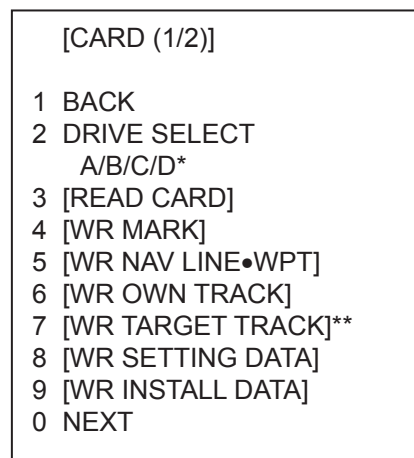 [CARD (1/2)]
1 BACK
2 DRIVE SELECT
A/B/C/D*
3 [READ CARD]
4 [WR MARK]
5 [WR NAV LINE●WPT]
6 [WR OWN TRACK]
7 [WR TARGET TRACK]**
8 [WR SETTING DATA]
9 [WR INSTALL DATA]
0 NEXT